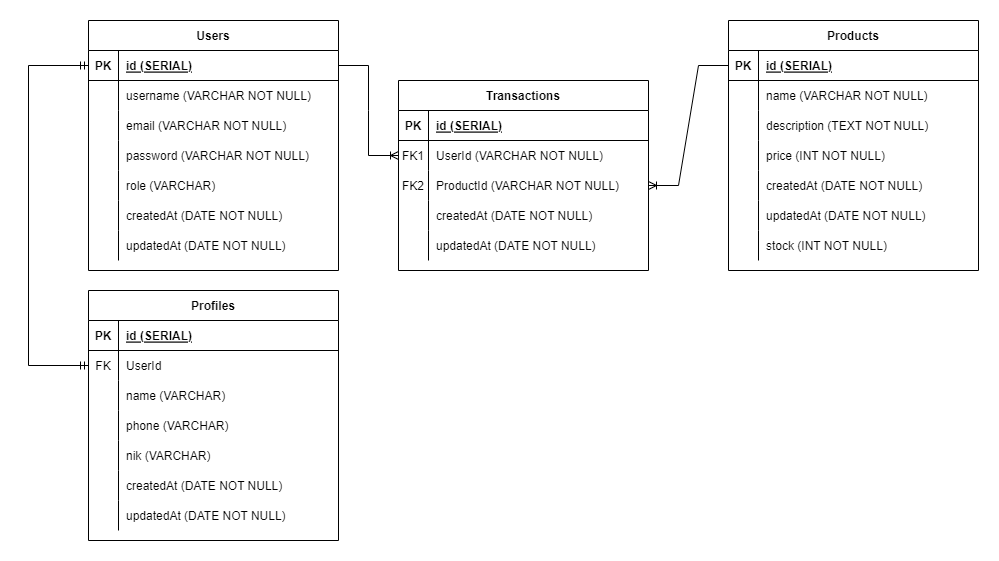 Users
PK id (SERIAL)
username (VARCHAR NOT NULL)
email (VARCHAR NOT NULL)
password (VARCHAR NOT NULL)
role (VARCHAR)
createdAt (DATE NOT NULL)
updatedAt (DATE NOT NULL)
Transactions
PK id (SERIAL)
FK1 UserId (VARCHAR NOT NULL)
FK2 ProductId (VARCHAR NOT NULL)
createdAt (DATE NOT NULL)
updatedAt (DATE NOT NULL)
Products
PK id (SERIAL)
name (VARCHAR NOT NULL)
description (TEXT NOT NULL)
price (INT NOT NULL)
createdAt (DATE NOT NULL)
updatedAt (DATE NOT NULL)
stock (INT NOT NULL)
Profiles
PK id (SERIAL)
FK UserId
name (VARCHAR)
phone (VARCHAR)
nik (VARCHAR)
createdAt (DATE NOT NULL)
updatedAt (DATE NOT NULL)